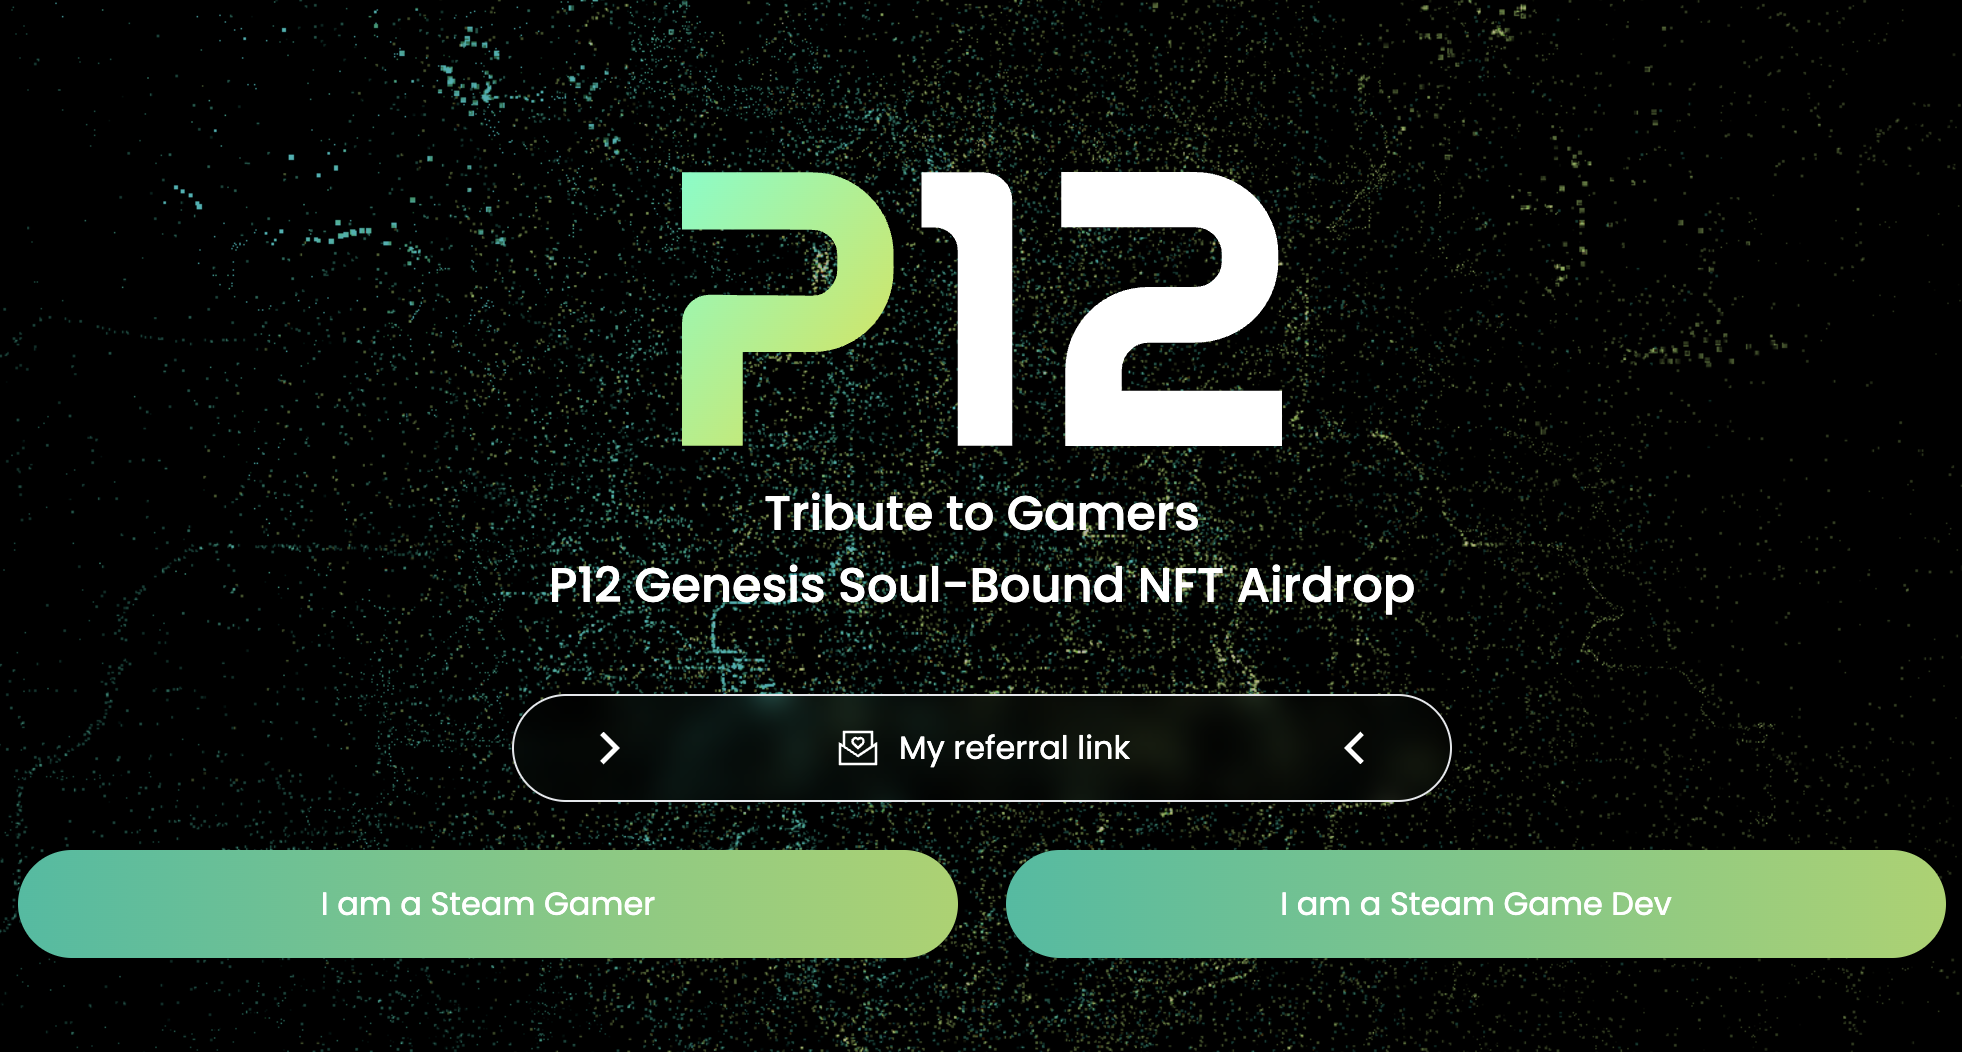 P12
Tribute to Gamers
P12 Genesis Soul-Bound NFT Airdrop
My referral link
I am a Steam Gamer
I am a Steam Game Dev